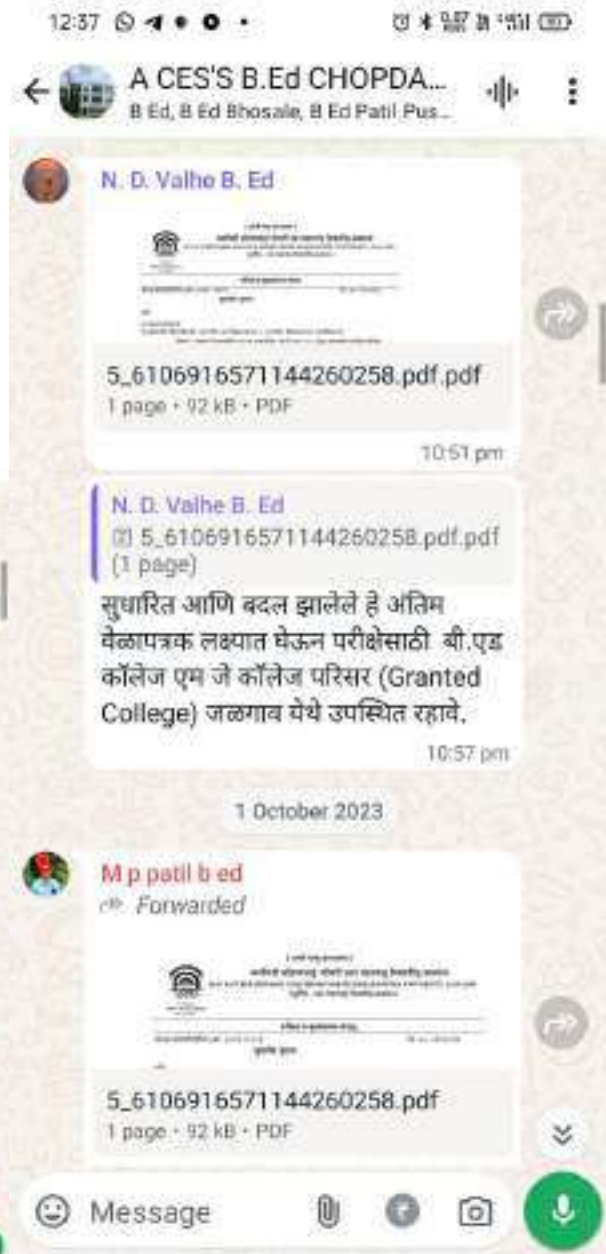 12:37
A CES'S B.Ed CHOPDA...
B Ed, B Ed Bhosale, B Ed Patil Pus...
N. D. Valhe B. Ed
5_6106916571144260258.pdf.pdf
1 page • 92 kB • PDF
10:51 pm
N. D. Valhe B. Ed
5_6106916571144260258.pdf.pdf
(1 page)
सुधारित आणि बदल झालेले हे अंतिम
वेळापत्रक लक्ष्यात घेऊन परीक्षेसाठी बी.एड
कॉलेज एम जे कॉलेज परिसर (Granted
College) जळगाव येथे उपस्थित रहावे.
10:57 pm
1 October 2023
M p patil b ed
Forwarded
5_6106916571144260258.pdf
1 page • 92 kB • PDF
Message